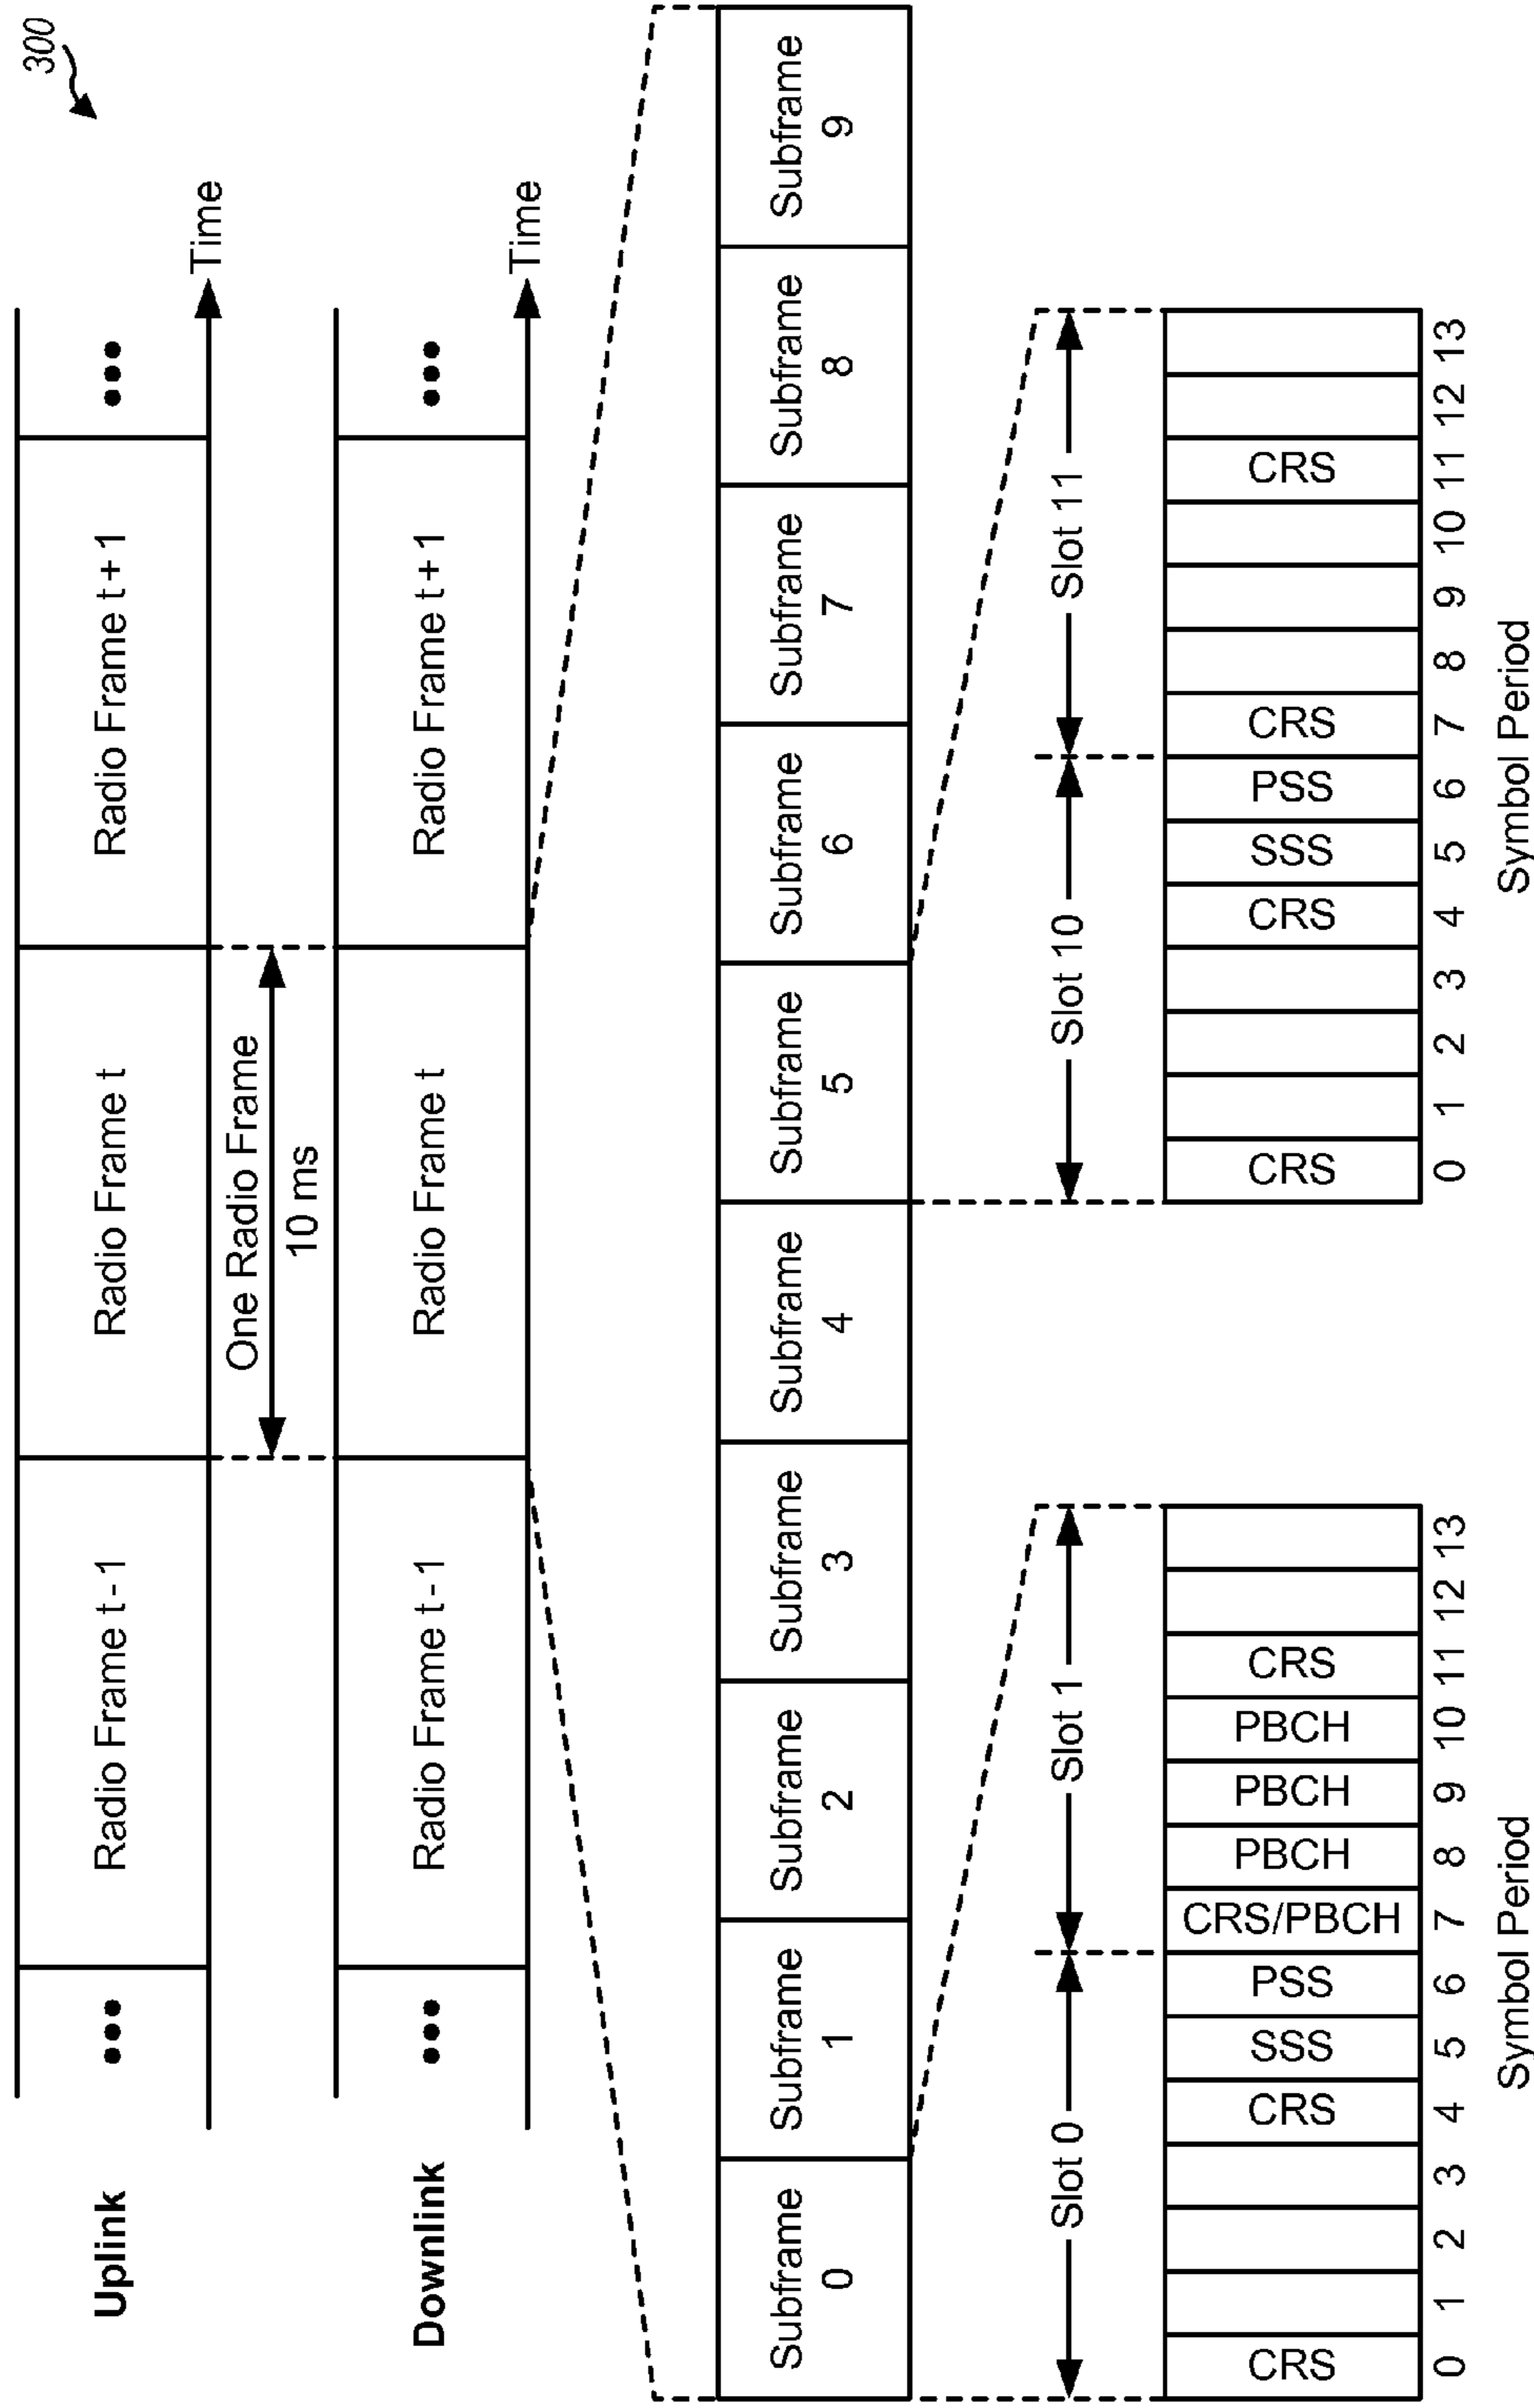 300
Uplink
•••
Radio Frame t - 1
Radio Frame t
Radio Frame t + 1
•••
Time
One Radio Frame
10 ms
Downlink
•••
Radio Frame t - 1
Radio Frame t
Radio Frame t + 1
•••
Time
Subframe
0
Subframe
1
Subframe
2
Subframe
3
Subframe
4
Subframe
5
Subframe
6
Subframe
7
Subframe
8
Subframe
9
Slot 0
Slot 1
CRS
CRS
SSS
PSS
CRS/PBCH
PBCH
PBCH
PBCH
CRS
0 1 2 3 4 5 6 7 8 9 10 11 12 13
Symbol Period
Slot 10
Slot 11
CRS
CRS
SSS
PSS
CRS
CRS
0 1 2 3 4 5 6 7 8 9 10 11 12 13
Symbol Period